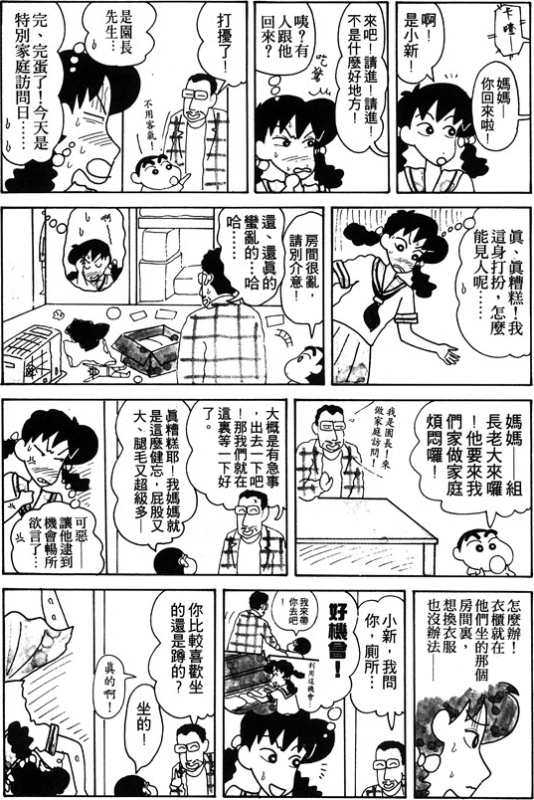 卡嗤—
媽媽—
你回來啦！
啊！
是小新！
來吧！請進！請進！
不是什麼好地方！
吃驚
咦？有
人跟他
回來？
打擾了！
不用客氣！
是園長
先生…
完、完蛋了！今天是
特別家庭訪問日……
眞、眞糟糕！我
這身打扮，怎麼
能見人呢……
房間很亂，
請別介意！
還、還眞的
蠻亂的…哈
哈……
媽媽—組
長老大來囉
！他要來我
們家做家庭
煩悶囉！
我是園長！來
做家庭訪問！
大概是有急事
，出去一下吧
！那我們就在
這裏等一下好
了。
眞糟糕耶！我媽媽就
是這麼健忘，屁股又
大、腿毛又超級多—
可惡—
讓他逮到
機會暢所
欲言了—
怎麼辦！
衣櫃就在
他們坐的那個
房間裏，
想換衣服
也沒辦法！
小新，我問
你，廁所…
好機會！
我來帶
你去吧！
利用這機會…
你比較喜歡坐
的還是蹲的？
坐的！
眞的啊！